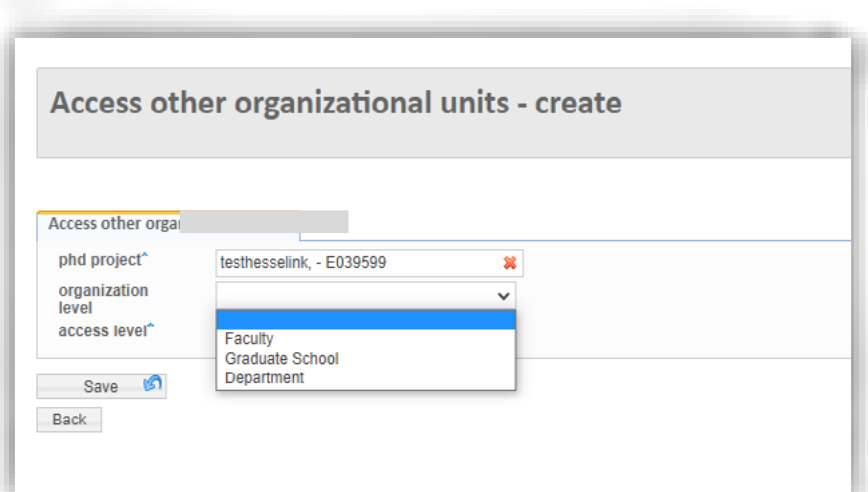 Access other organizational units - create
Access other orga
phd project^
testhesselink, - E039599
organization
level
access level^
Faculty
Graduate School
Department
Save
Back